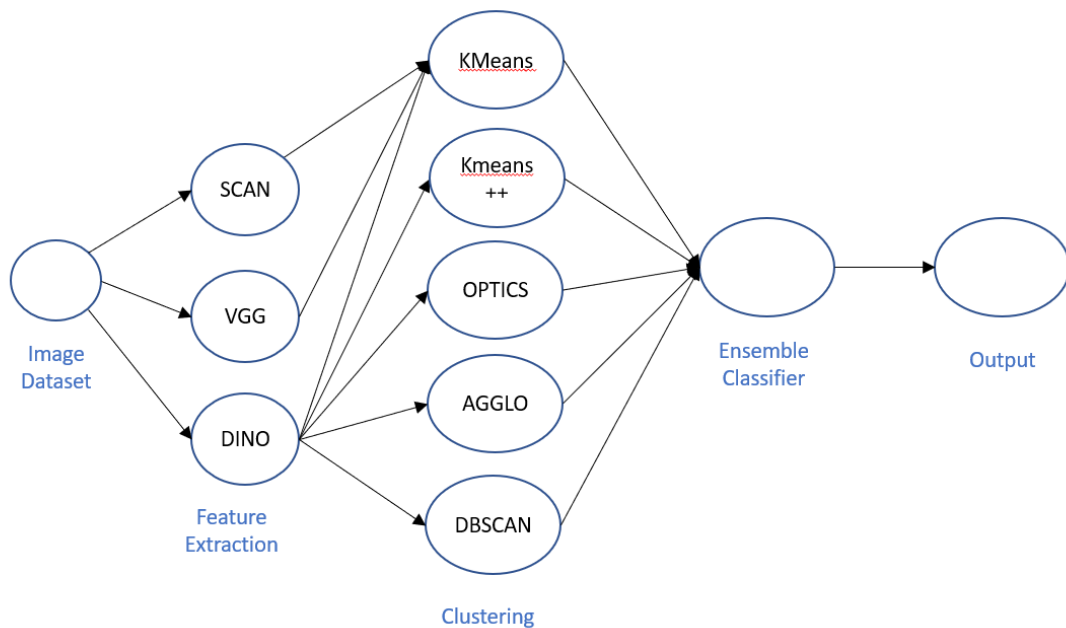 KMeans
SCAN
Kmeans
++
VGG
OPTICS
Image
Dataset
Ensemble
Classifier
Output
AGGLO
DINO
Feature
Extraction
DBSCAN
Clustering